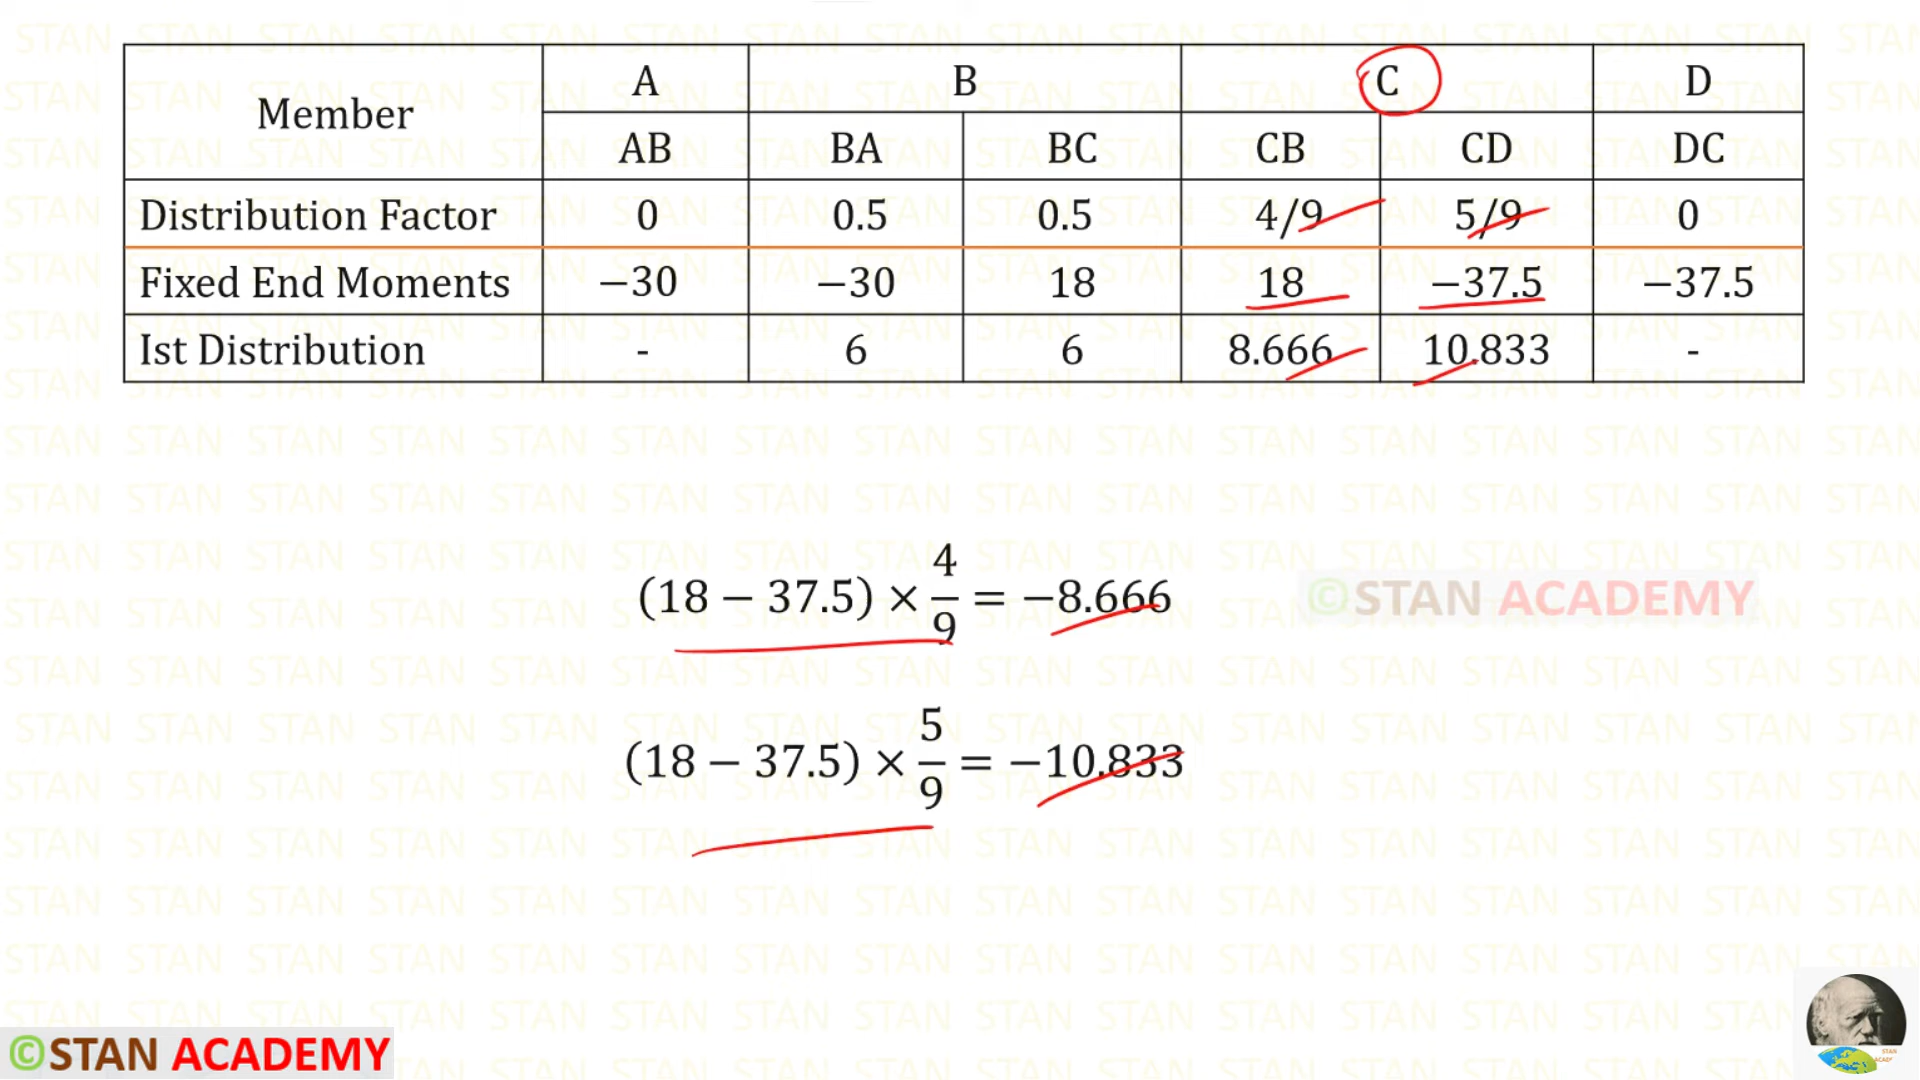 Member A B C D
AB BA BC CB CD DC
Distribution Factor 0 0.5 0.5 4/9 5/9 0
Fixed End Moments −30 −30 18 18 −37.5 −37.5
Ist Distribution - 6 6 8.666 10.833 -
(18 − 37.5) × 4/9 = −8.666
©STAN ACADEMY
(18 − 37.5) × 5/9 = −10.833
©STAN ACADEMY